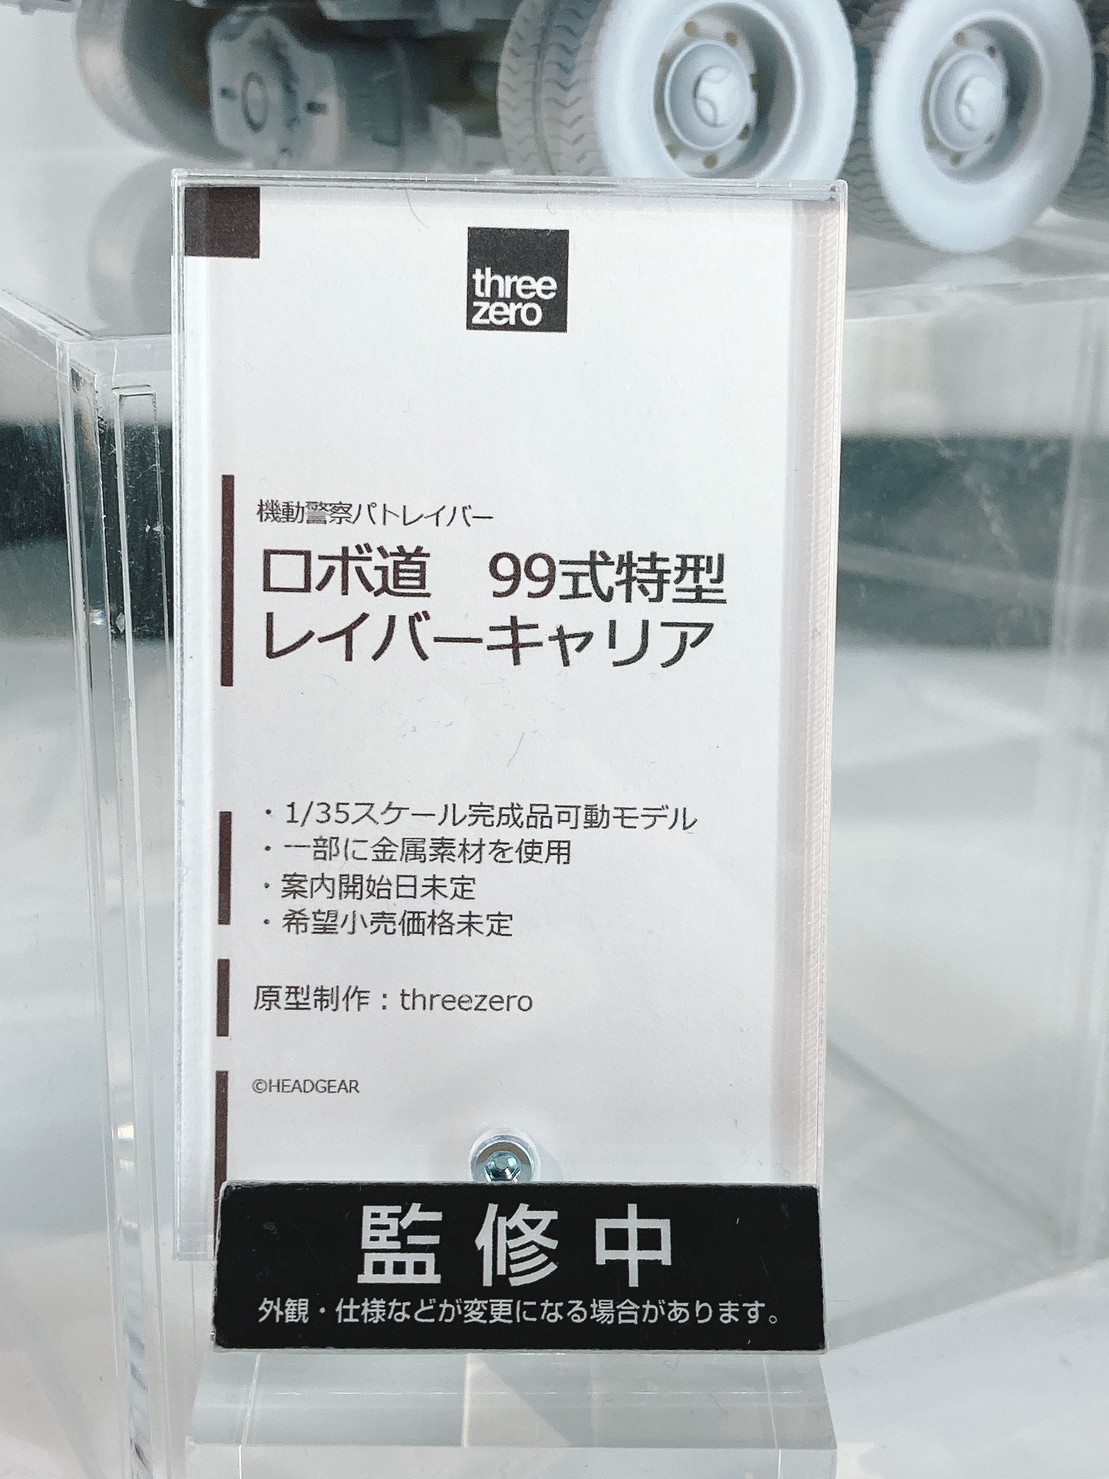 three
zero
機動警察パトレイバー
ロボ道　99式特型
レイバーキャリア
・1/35スケール完成品可動モデル
・一部に金属素材を使用
・案内開始日未定
・希望小売価格未定
原型制作：threezero
©HEADGEAR
監修中
外観・仕様などが変更になる場合があります。